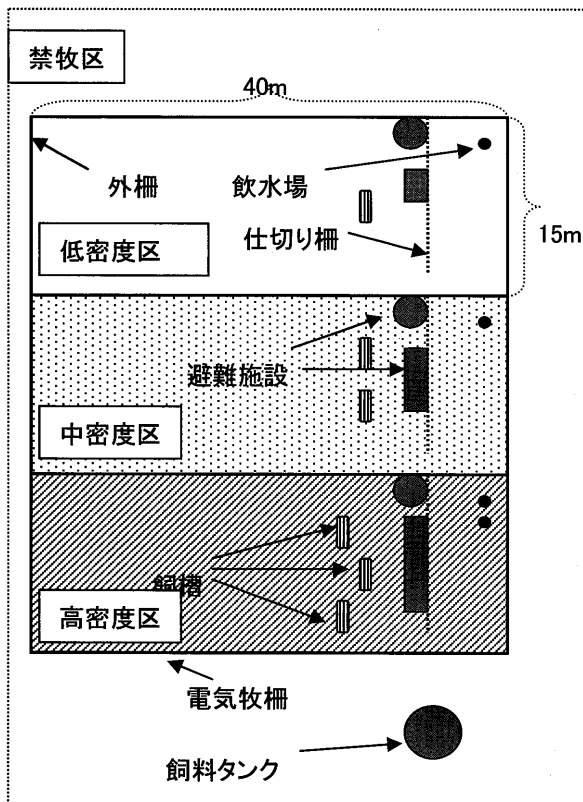 禁牧区
40m
外柵
飲水場
低密度区
仕切り柵
15m
避難施設
中密度区
飼槽
高密度区
電気牧柵
飼料タンク